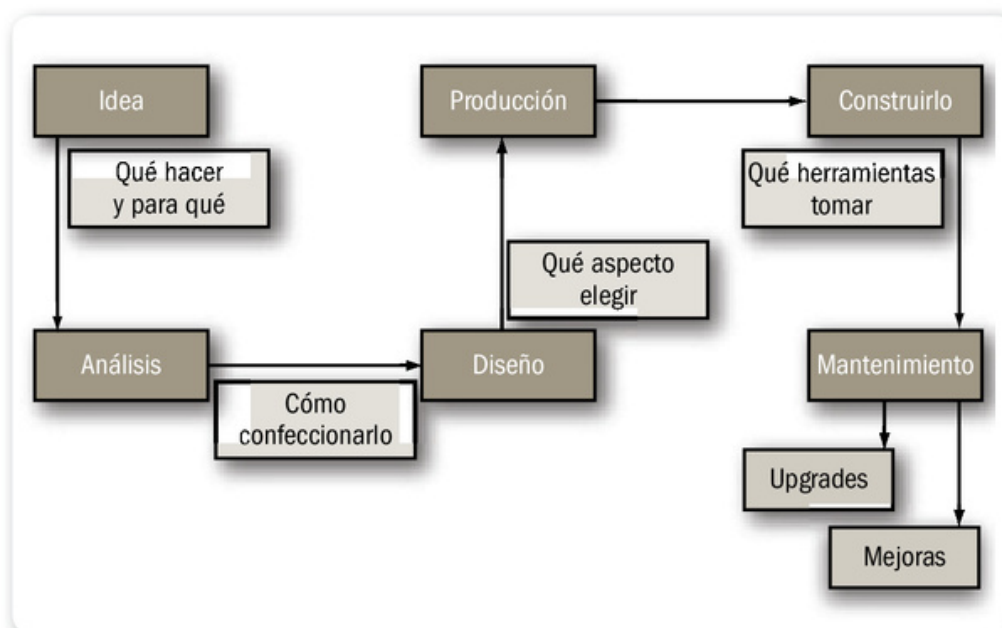 Idea
Producción
Construirlo
Qué hacer
y para qué
Qué herramientas
tomar
Qué aspecto
elegir
Análisis
Diseño
Mantenimiento
Cómo
confeccionarlo
Upgrades
Mejoras